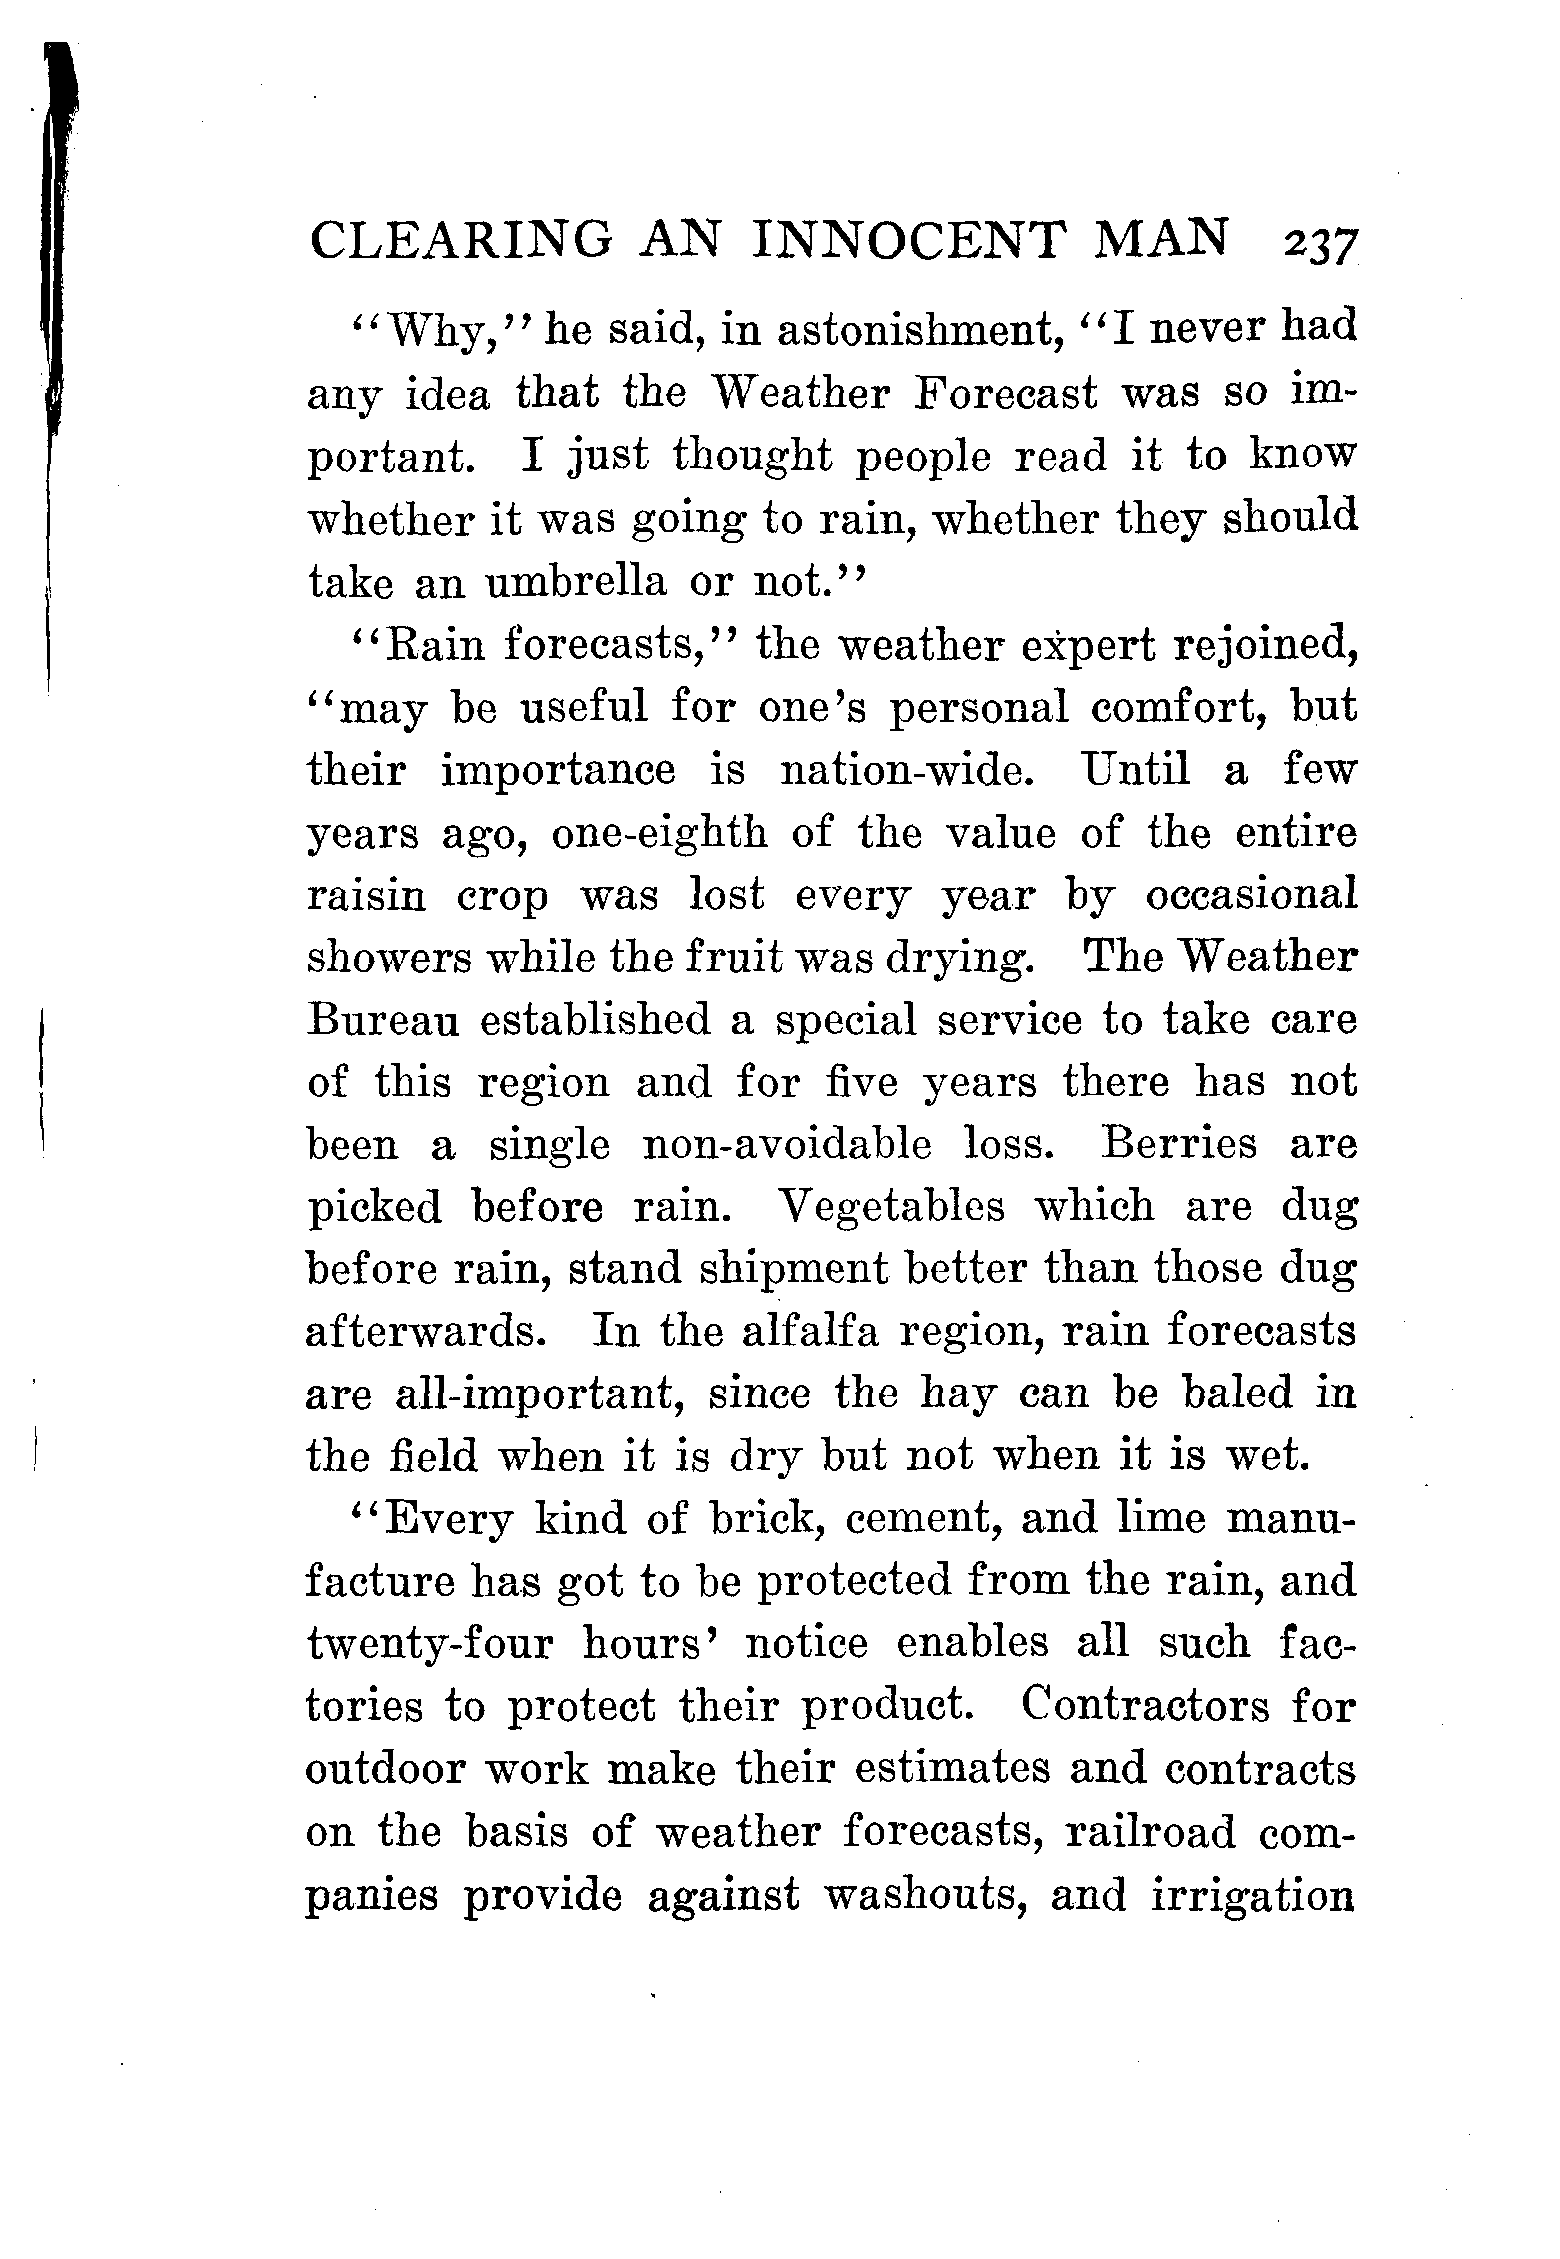 CLEARING AN INNOCENT MAN 237
"Why," he said, in astonishment, "I never had
any idea that the Weather Forecast was so im-
portant. I just thought people read it to know
whether it was going to rain, whether they should
take an umbrella or not."
"Rain forecasts," the weather expert rejoined,
"may be useful for one's personal comfort, but
their importance is nation-wide. Until a few
years ago, one-eighth of the value of the entire
raisin crop was lost every year by occasional
showers while the fruit was drying. The Weather
Bureau established a special service to take care
of this region and for five years there has not
been a single non-avoidable loss. Berries are
picked before rain. Vegetables which are dug
before rain, stand shipment better than those dug
afterwards. In the alfalfa region, rain forecasts
are all-important, since the hay can be baled in
the field when it is dry but not when it is wet.
"Every kind of brick, cement, and lime manu-
facture has got to be protected from the rain, and
twenty-four hours' notice enables all such fac-
tories to protect their product. Contractors for
outdoor work make their estimates and contracts
on the basis of weather forecasts, railroad com-
panies provide against washouts, and irrigation